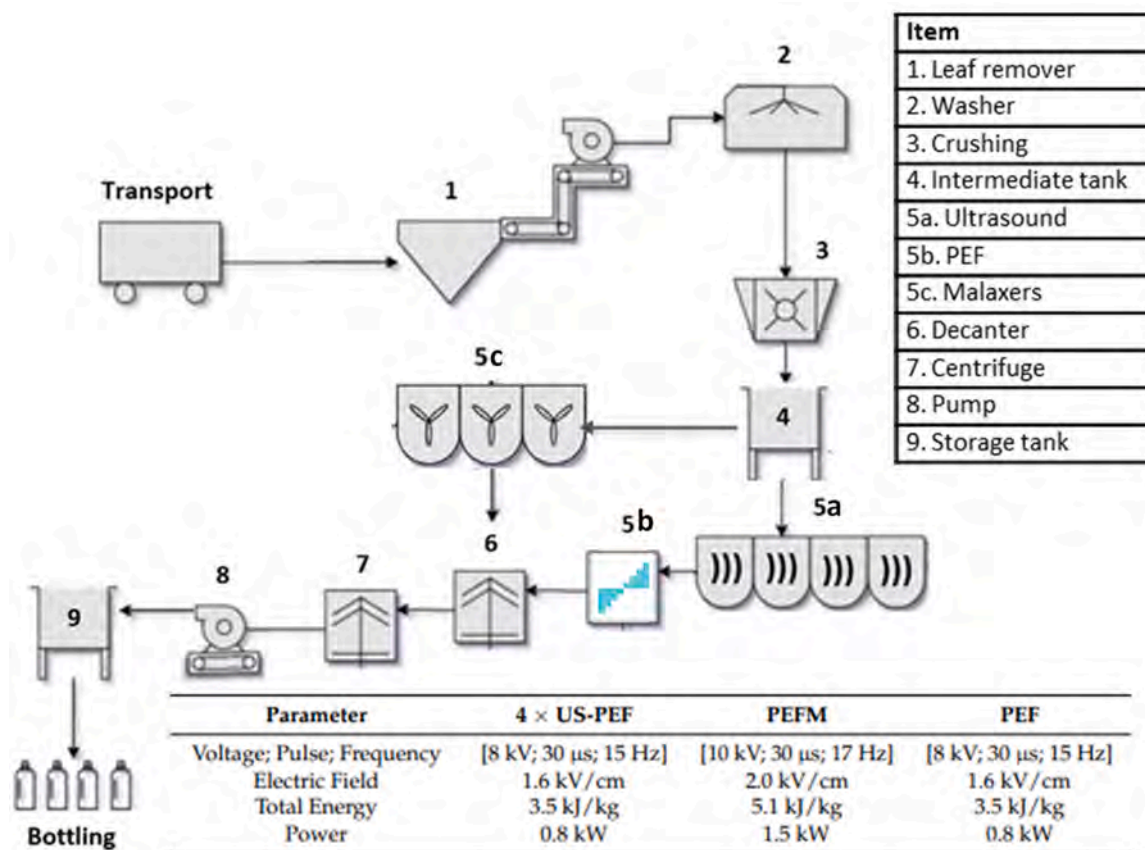 Item
1. Leaf remover
2. Washer
3. Crushing
4. Intermediate tank
5a. Ultrasound
5b. PEF
5c. Malaxers
6. Decanter
7. Centrifuge
8. Pump
9. Storage tank
2
Transport
1
3
5c
4
5a
5b
6
7
8
9
Parameter 4 × US-PEF PEFM PEF
Voltage; Pulse; Frequency [8 kV; 30 µs; 15 Hz] [10 kV; 30 µs; 17 Hz] [8 kV; 30 µs; 15 Hz]
Electric Field 1.6 kV/cm 2.0 kV/cm 1.6 kV/cm
Total Energy 3.5 kJ/kg 5.1 kJ/kg 3.5 kJ/kg
Power 0.8 kW 1.5 kW 0.8 kW
Bottling